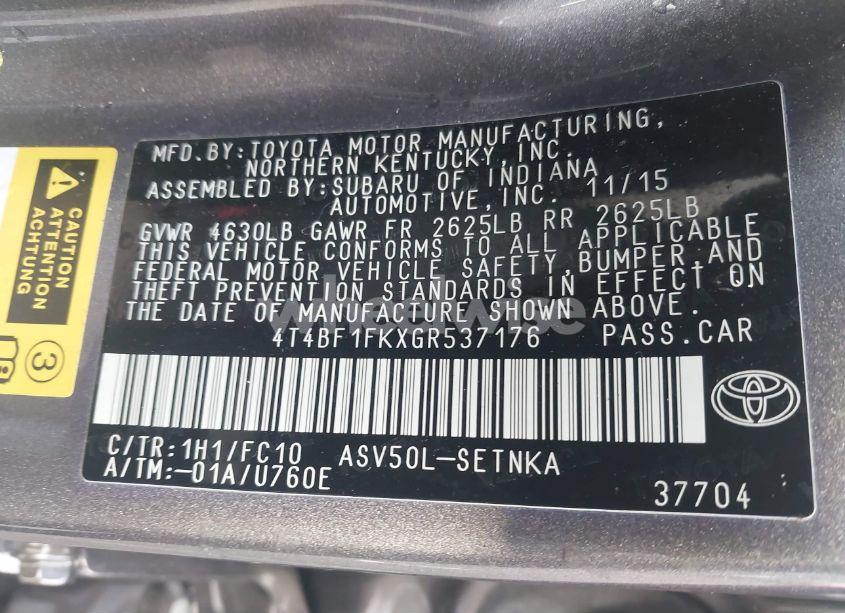 MFD.BY:TOYOTA MOTOR MANUFACTURING,
NORTHERN KENTUCKY,INC.
ASSEMBLED BY:SUBARU OF INDIANA
AUTOMOTIVE,INC. 11/15
GVWR 4630LB GAWR FR 2625LB RR 2625LB
THIS VEHICLE CONFORMS TO ALL APPLICABLE
FEDERAL MOTOR VEHICLE SAFETY,BUMPER,AND
THEFT PREVENTION STANDARDS IN EFFECT ON
THE DATE OF MANUFACTURE SHOWN ABOVE.
4T4BF1FKXGR537176 PASS.CAR
C/TR:1H1/FC10 ASV50L-SETNKA
A/TM:-01A/U760E
37704
CAUTION
ATTENTION
ACHTUNG
3
wheelwise